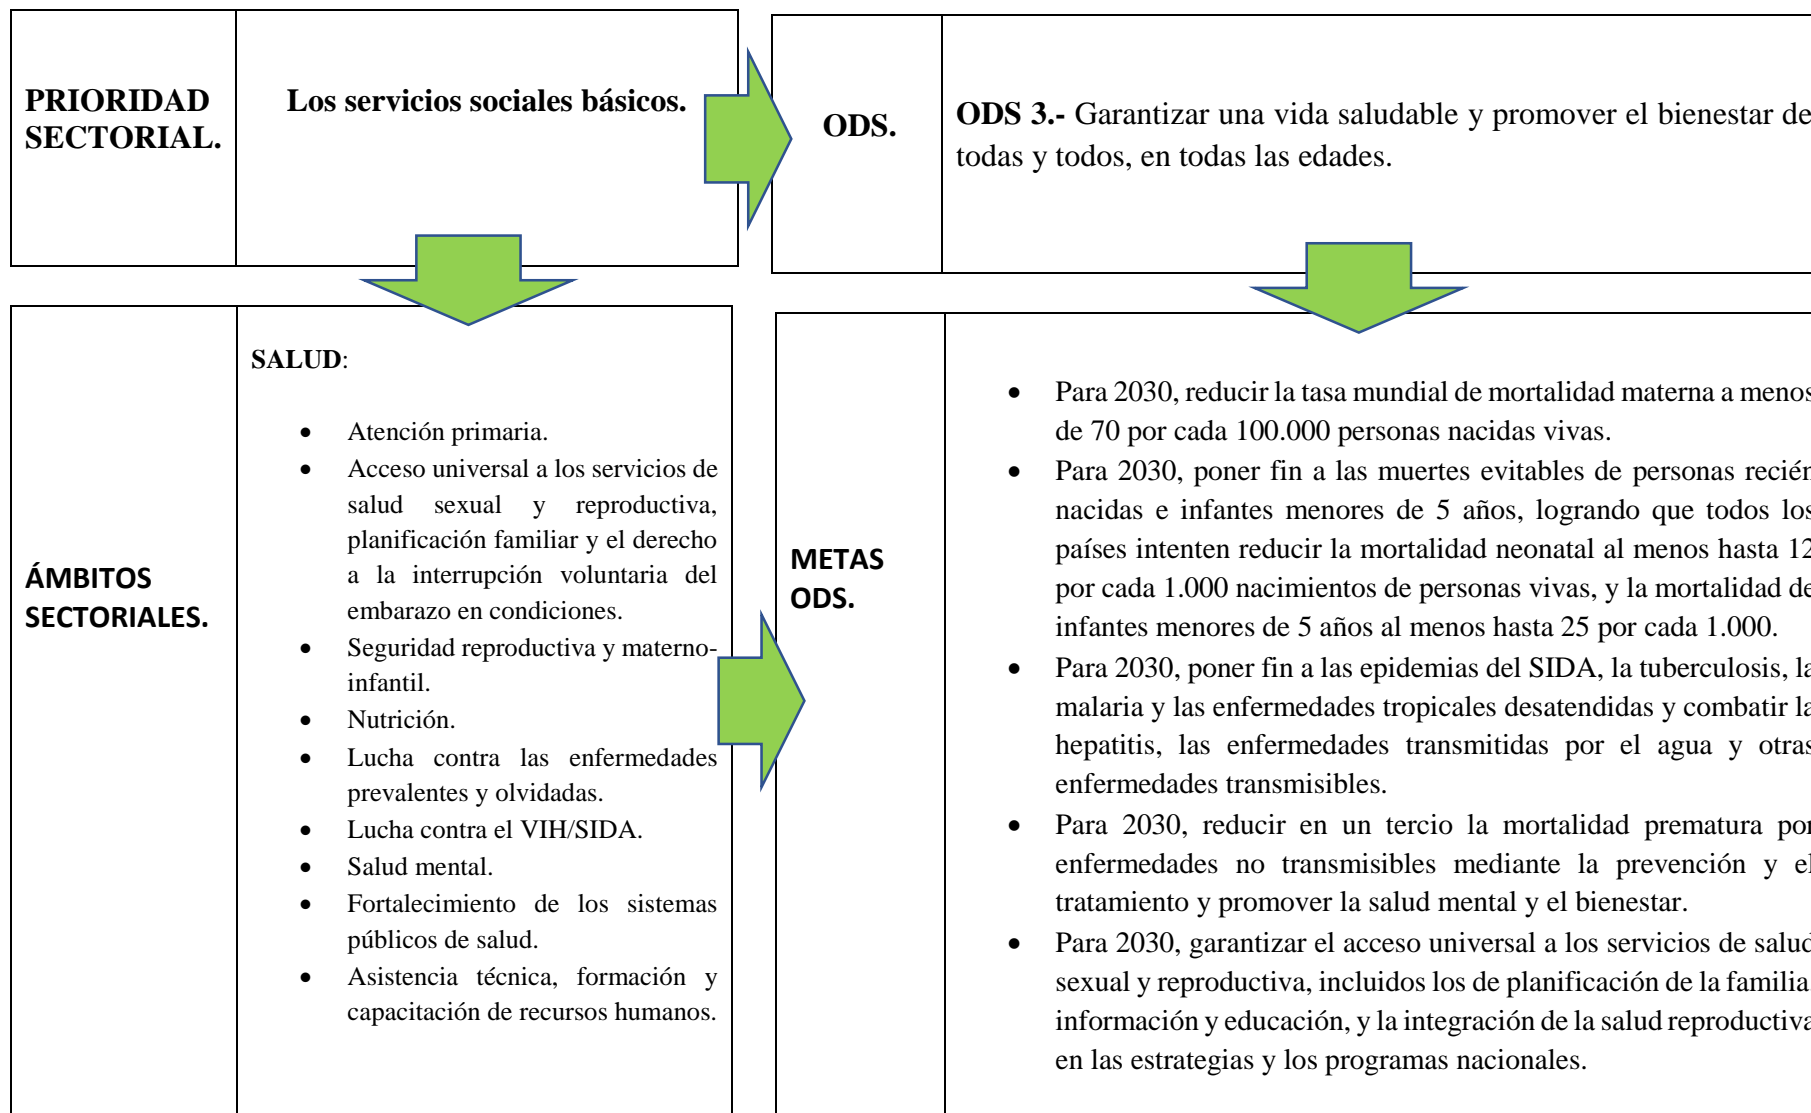 PRIORIDAD
SECTORIAL.
Los servicios sociales básicos.
ODS.
ODS 3.- Garantizar una vida saludable y promover el bienestar de
todas y todos, en todas las edades.
ÁMBITOS
SECTORIALES.
SALUD:
• Atención primaria.
• Acceso universal a los servicios de
salud sexual y reproductiva,
planificación familiar y el derecho
a la interrupción voluntaria del
embarazo en condiciones.
• Seguridad reproductiva y materno-
infantil.
• Nutrición.
• Lucha contra las enfermedades
prevalentes y olvidadas.
• Lucha contra el VIH/SIDA.
• Salud mental.
• Fortalecimiento de los sistemas
públicos de salud.
• Asistencia técnica, formación y
capacitación de recursos humanos.
METAS
ODS.
• Para 2030, reducir la tasa mundial de mortalidad materna a menos
de 70 por cada 100.000 personas nacidas vivas.
• Para 2030, poner fin a las muertes evitables de personas recién
nacidas e infantes menores de 5 años, logrando que todos los
países intenten reducir la mortalidad neonatal al menos hasta 12
por cada 1.000 nacimientos de personas vivas, y la mortalidad de
infantes menores de 5 años al menos hasta 25 por cada 1.000.
• Para 2030, poner fin a las epidemias del SIDA, la tuberculosis, la
malaria y las enfermedades tropicales desatendidas y combatir la
hepatitis, las enfermedades transmitidas por el agua y otras
enfermedades transmisibles.
• Para 2030, reducir en un tercio la mortalidad prematura por
enfermedades no transmisibles mediante la prevención y el
tratamiento y promover la salud mental y el bienestar.
• Para 2030, garantizar el acceso universal a los servicios de salud
sexual y reproductiva, incluidos los de planificación de la familia,
información y educación, y la integración de la salud reproductiva
en las estrategias y los programas nacionales.